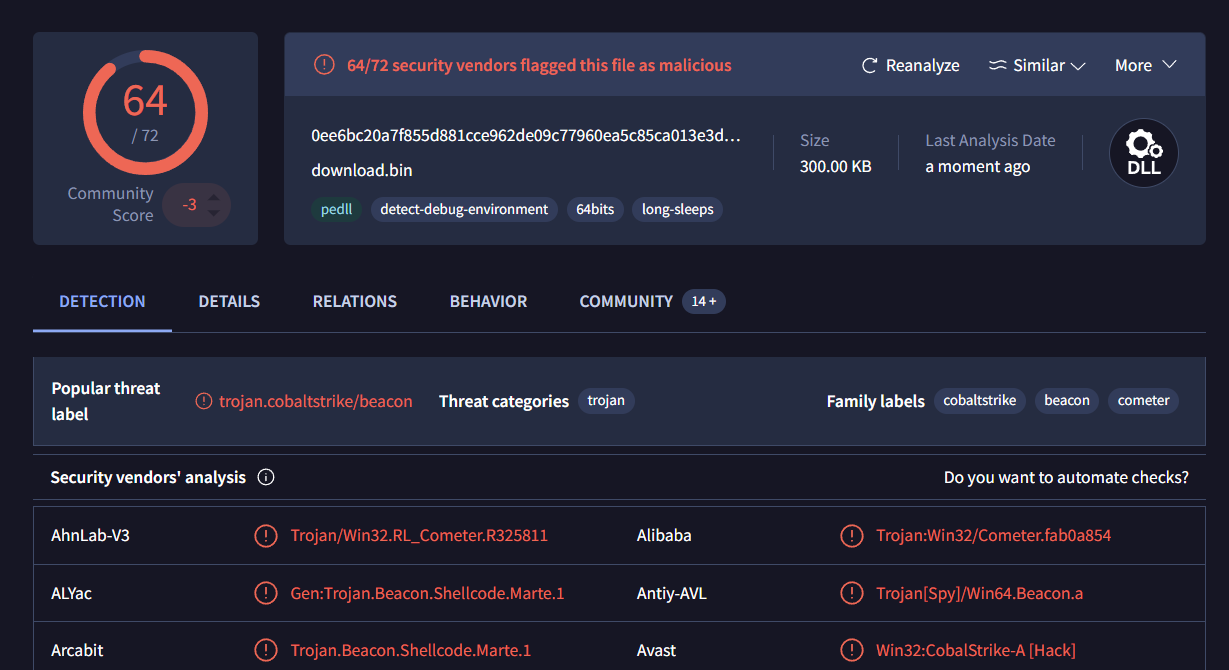 64
/ 72
Community Score
-3
64/72 security vendors flagged this file as malicious
Reanalyze
Similar
More
0ee6bc20a7f855d881cce962de09c77960ea5c85ca013e3d...
download.bin
pedll detect-debug-environment 64bits long-sleeps
Size
300.00 KB
Last Analysis Date
a moment ago
DLL
DETECTION DETAILS RELATIONS BEHAVIOR COMMUNITY 14 +
Popular threat label
trojan.cobaltstrike/beacon
Threat categories trojan
Family labels cobaltstrike beacon cometer
Security vendors' analysis
Do you want to automate checks?
AhnLab-V3 Trojan/Win32.RL_Cometer.R325811 Alibaba Trojan:Win32/Cometer.fab0a854
ALYac Gen:Trojan.Beacon.Shellcode.Marte.1 Antiy-AVL Trojan[Spy]/Win64.Beacon.a
Arcabit Trojan.Beacon.Shellcode.Marte.1 Avast Win32:CobalStrike-A [Hack]